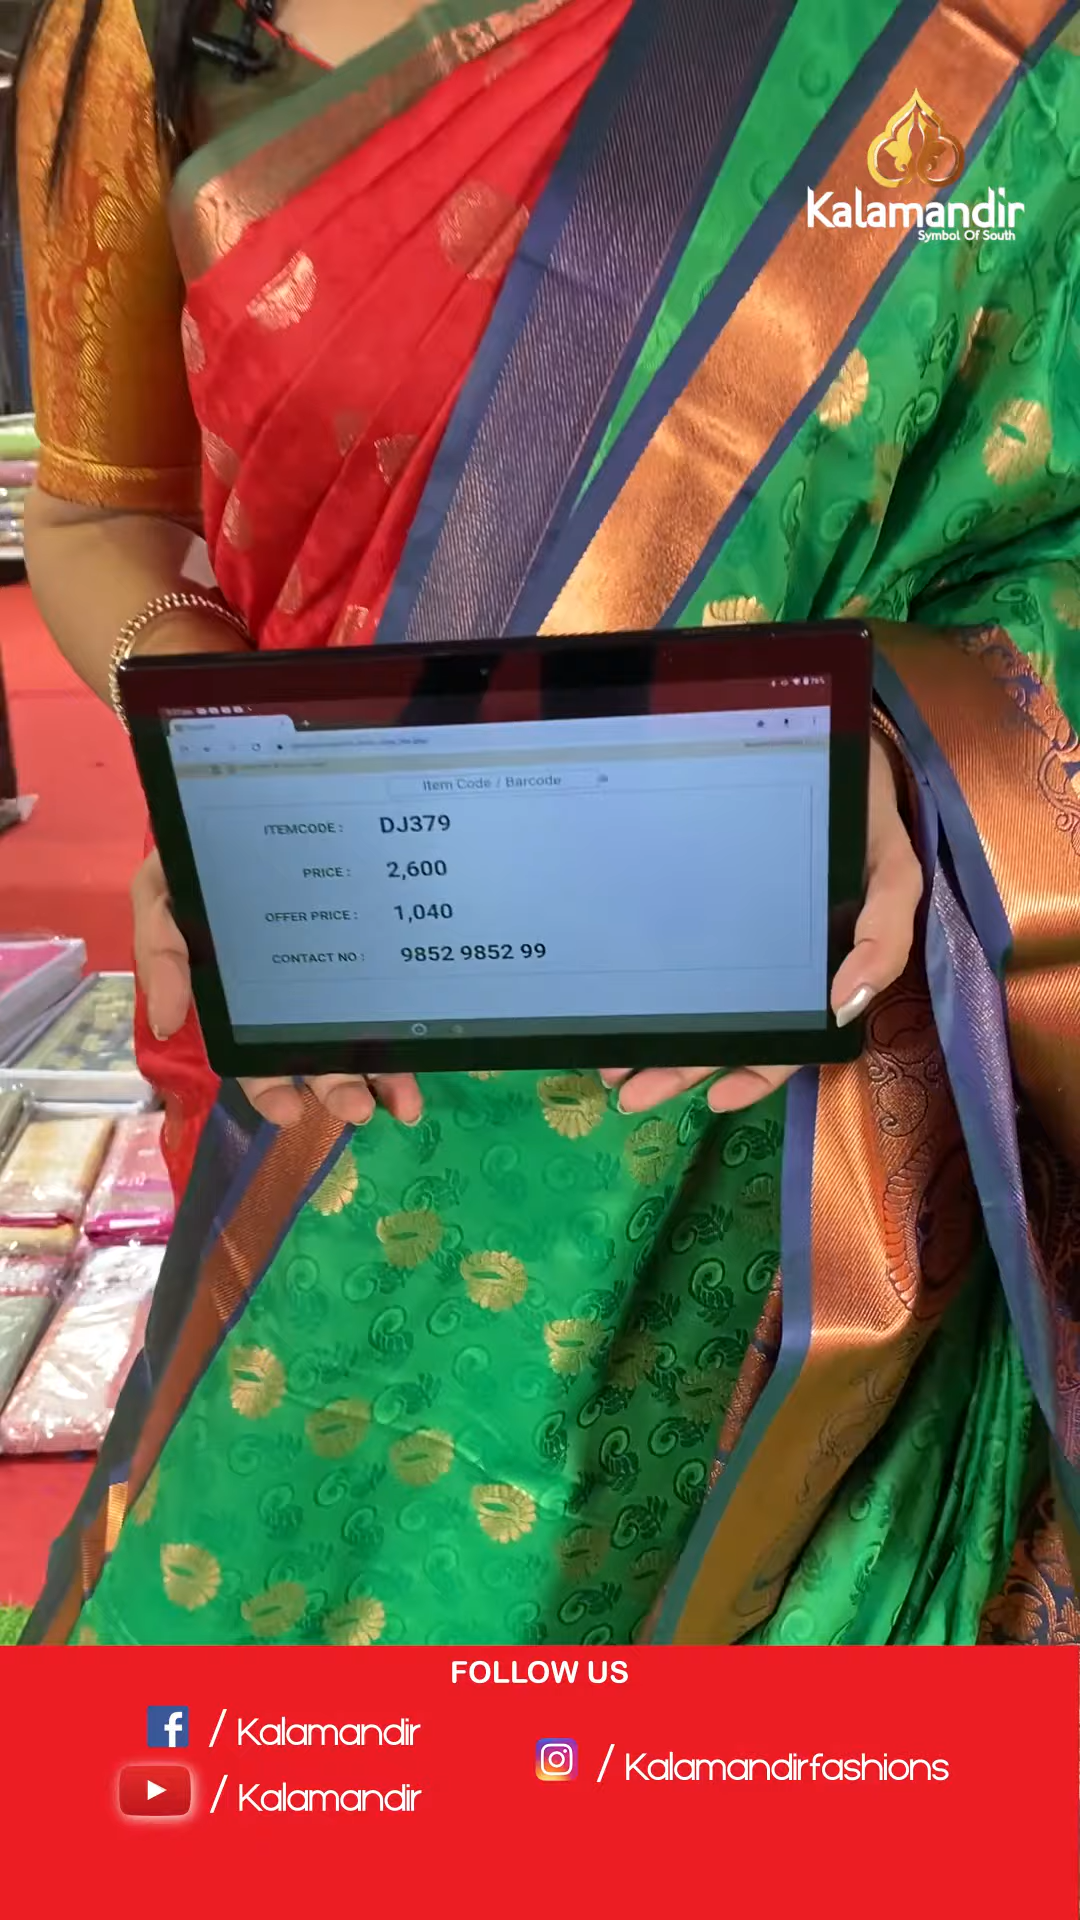 Kalamandir
Symbol Of South
Item Code / Barcode
ITEMCODE : DJ379
PRICE : 2,600
OFFER PRICE : 1,040
CONTACT NO : 9852 9852 99
FOLLOW US
/ Kalamandir
/ Kalamandirfashions
/ Kalamandir